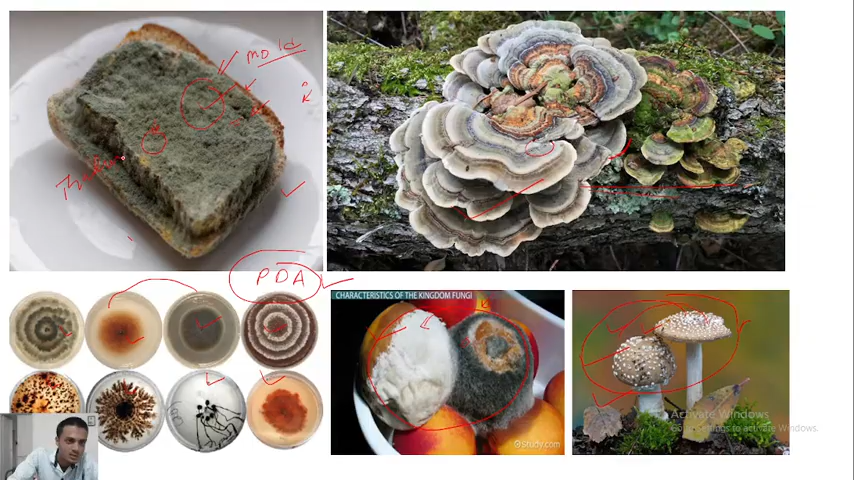 mold
PDA
CHARACTERISTICS OF THE KINGDOM FUNGI
Study.com
Activate Windows
Go to Settings to activate Windows.